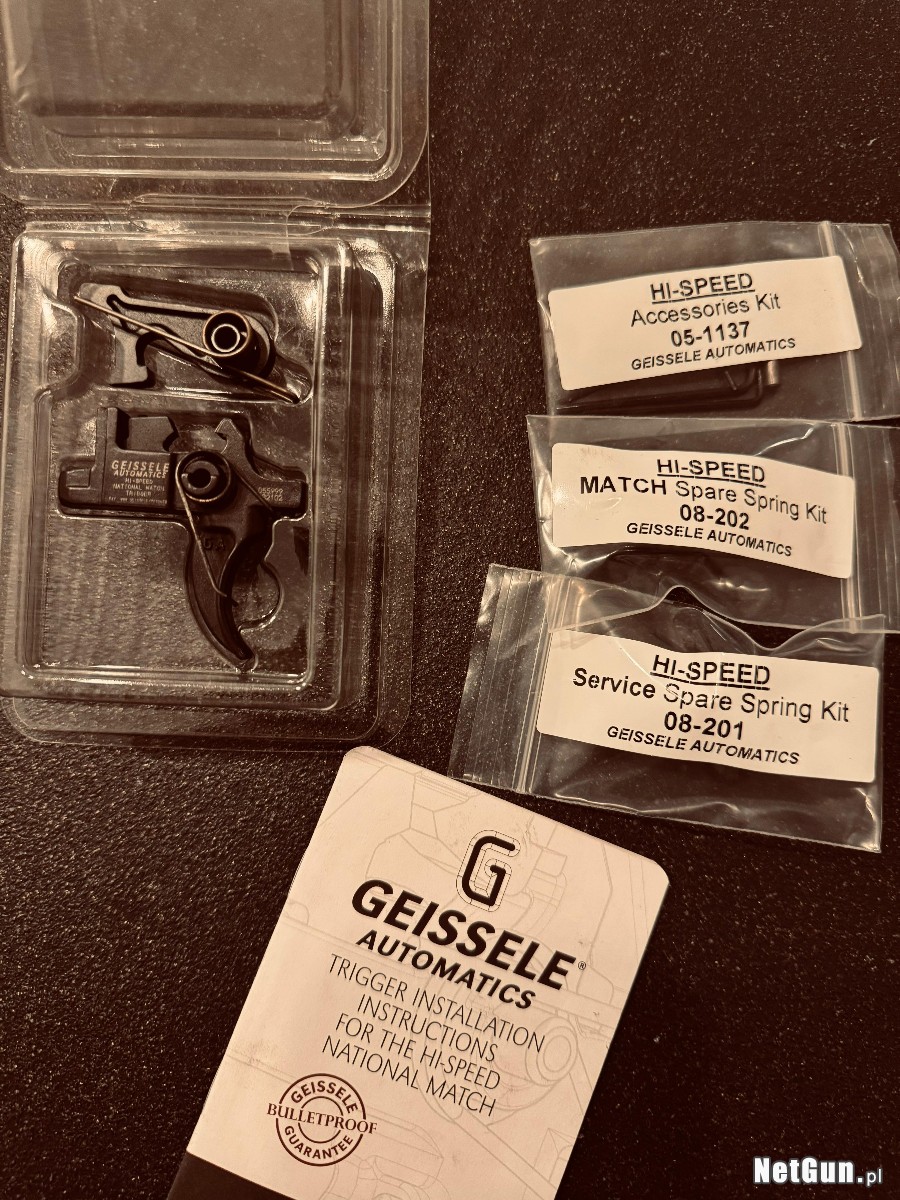 HI-SPEED
Accessories Kit
05-1137
GEISSELE AUTOMATICS
GEISSELE
AUTOMATICS
HI-SPEED
NATIONAL MATCH
TRIGGER
HI-SPEED
MATCH Spare Spring Kit
08-202
GEISSELE AUTOMATICS
HI-SPEED
Service Spare Spring Kit
08-201
GEISSELE AUTOMATICS
G
GEISSELE®
AUTOMATICS
TRIGGER INSTALLATION
INSTRUCTIONS
FOR THE HI-SPEED
NATIONAL MATCH
GEISSELE
BULLETPROOF
GUARANTEE
NetGun.pl